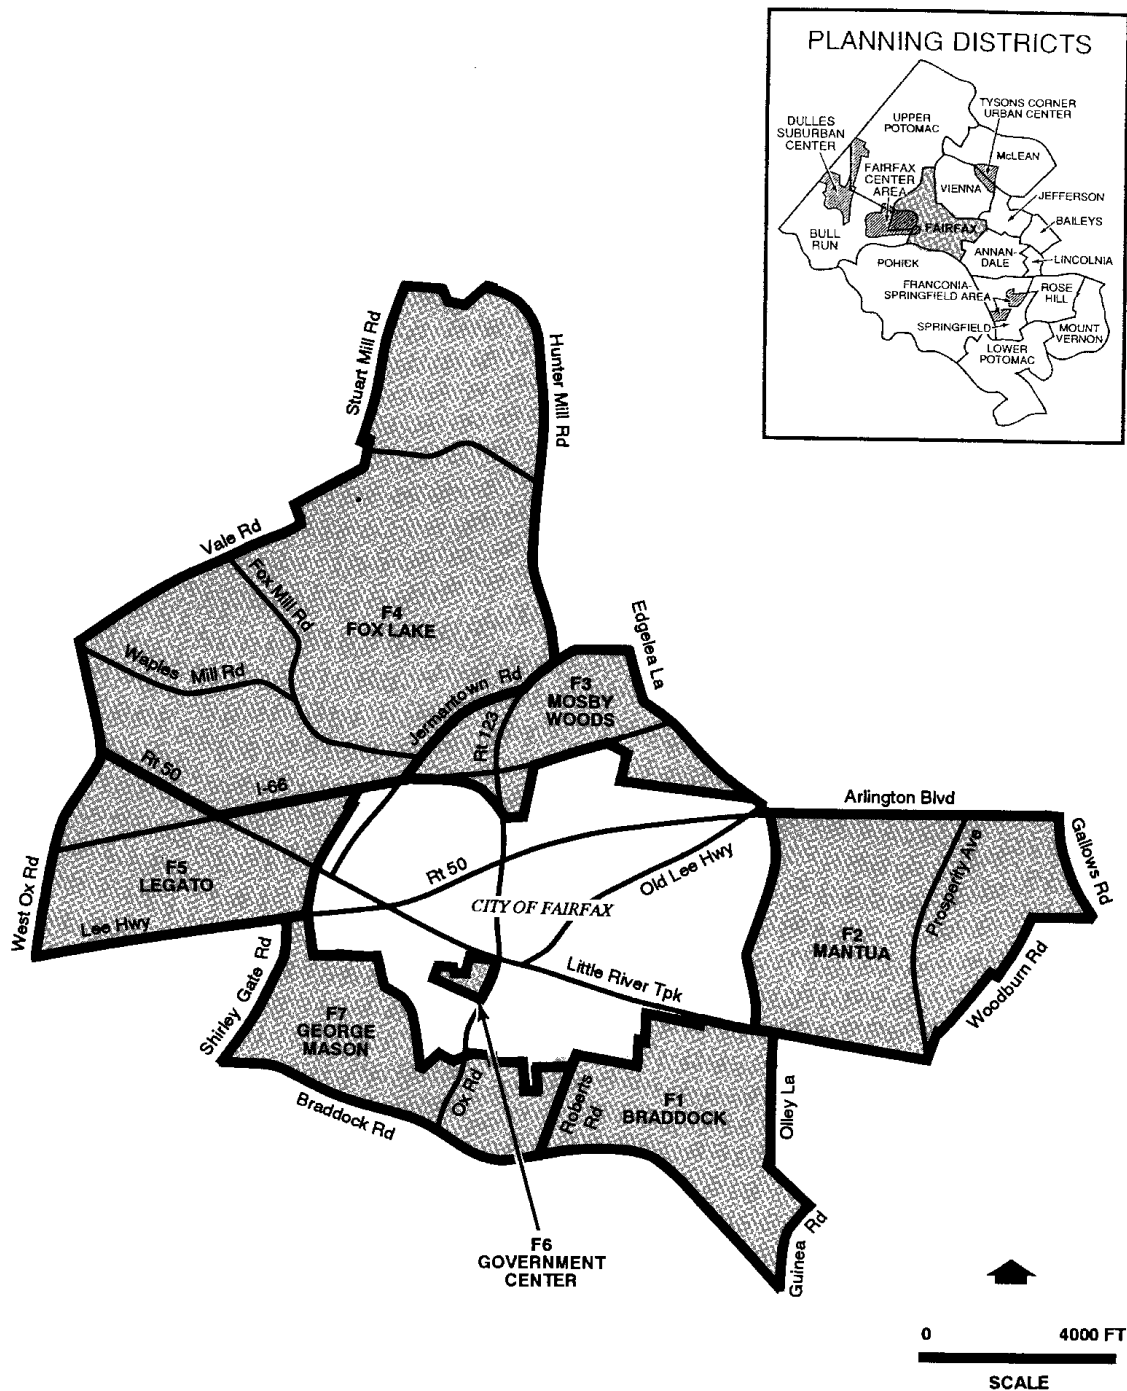 PLANNING DISTRICTS
TYSONS CORNER
URBAN CENTER
UPPER
POTOMAC
DULLES
SUBURBAN
CENTER
McLEAN
FAIRFAX
CENTER
AREA
VIENNA
JEFFERSON
BAILEYS
FAIRFAX
BULL
RUN
ANNAN-
DALE
LINCOLNIA
POHICK
FRANCONIA-
SPRINGFIELD AREA
ROSE
HILL
SPRINGFIELD
MOUNT
VERNON
LOWER
POTOMAC
Stuart Mill Rd
Hunter Mill Rd
Vale Rd
Fox Mill Rd
F4
FOX LAKE
Edgelea La
Waples Mill Rd
Jermantown Rd
F3
MOSBY
WOODS
Rt 123
Rt 50
I-66
Arlington Blvd
Gallows Rd
Prosperity Ave
Rt 50
Old Lee Hwy
F5
LEGATO
West Ox Rd
Lee Hwy
CITY OF FAIRFAX
F2
MANTUA
Woodburn Rd
Little River Tpk
Shirley Gate Rd
F7
GEORGE
MASON
Ox Rd
Roberts
Rd
F1
BRADDOCK
Olley La
Braddock Rd
Guinea Rd
F6
GOVERNMENT
CENTER
0 4000 FT
SCALE